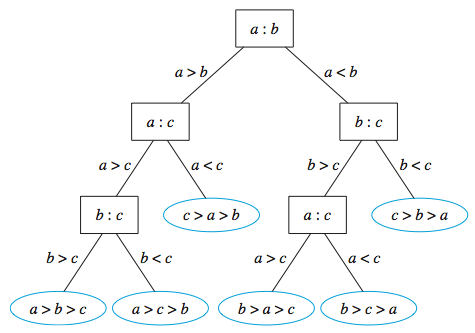 a : b
a > b
a < b
a : c
b : c
a > c
a < c
b > c
b < c
b : c
c > a > b
a : c
c > b > a
b > c
b < c
a > c
a < c
a > b > c
a > c > b
b > a > c
b > c > a